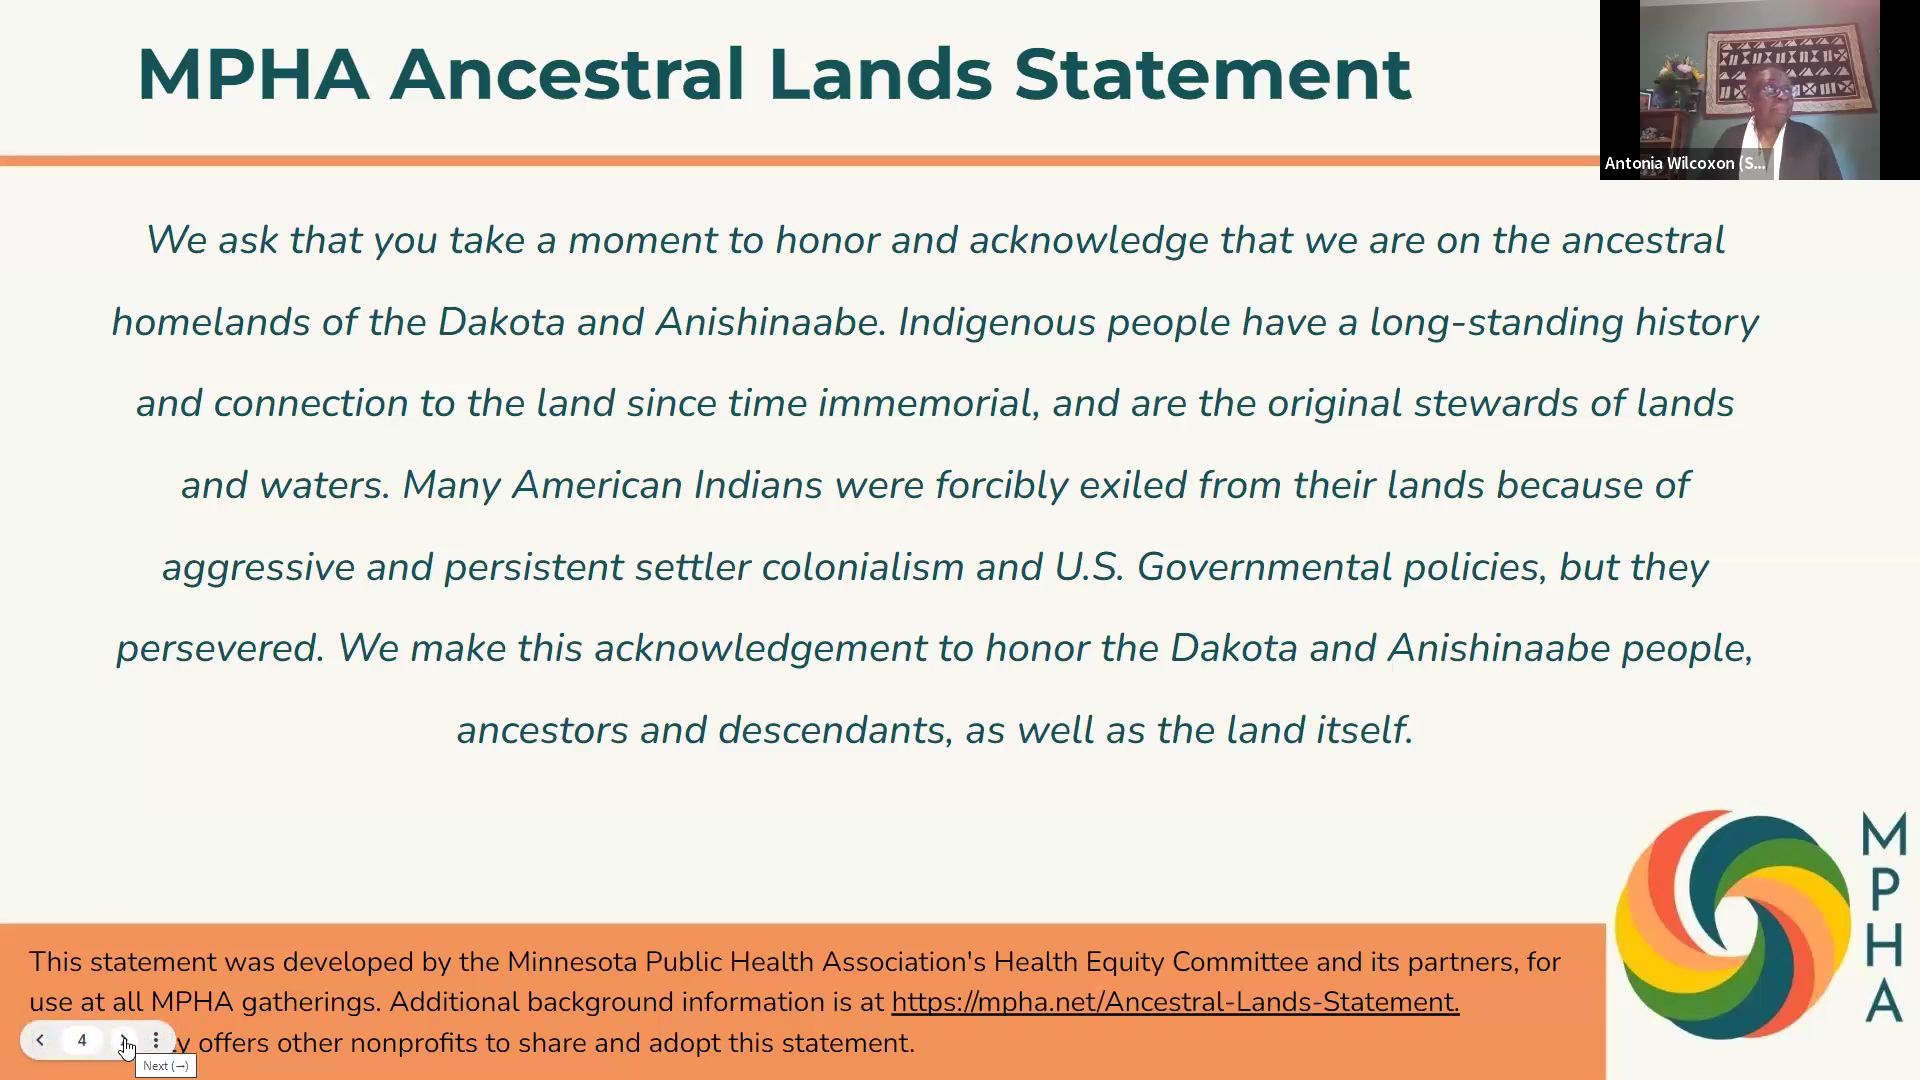 MPHA Ancestral Lands Statement
Antonia Wilcoxon (S...
We ask that you take a moment to honor and acknowledge that we are on the ancestral
homelands of the Dakota and Anishinaabe. Indigenous people have a long-standing history
and connection to the land since time immemorial, and are the original stewards of lands
and waters. Many American Indians were forcibly exiled from their lands because of
aggressive and persistent settler colonialism and U.S. Governmental policies, but they
persevered. We make this acknowledgement to honor the Dakota and Anishinaabe people,
ancestors and descendants, as well as the land itself.
MPHA
This statement was developed by the Minnesota Public Health Association's Health Equity Committee and its partners, for
use at all MPHA gatherings. Additional background information is at https://mpha.net/Ancestral-Lands-Statement.
offers other nonprofits to share and adopt this statement.
4
Next (→)